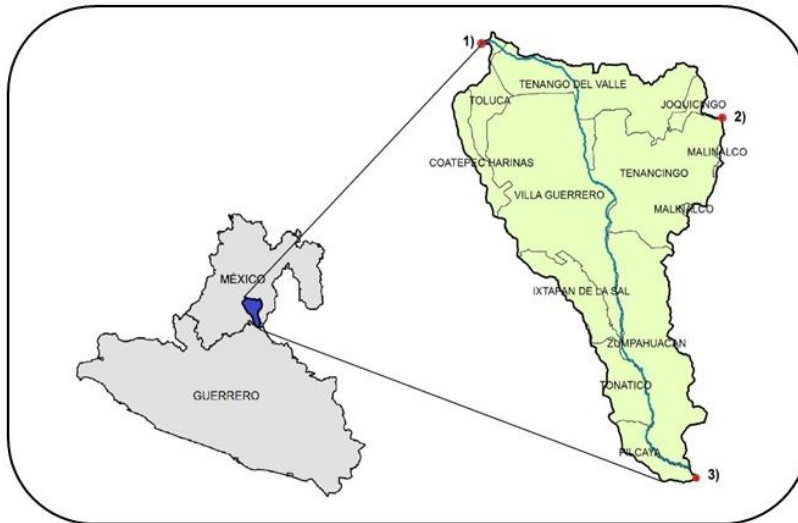 1)
TENANGO DEL VALLE
TOLUCA
JOQUICINGO
2)
MALINALCO
COATEPEC HARINAS
TENANCINGO
VILLA GUERRERO
MALINALCO
MÉXICO
IXTAPAN DE LA SAL
ZUMPAHUACAN
TONATICO
GUERRERO
PILCAYA
3)